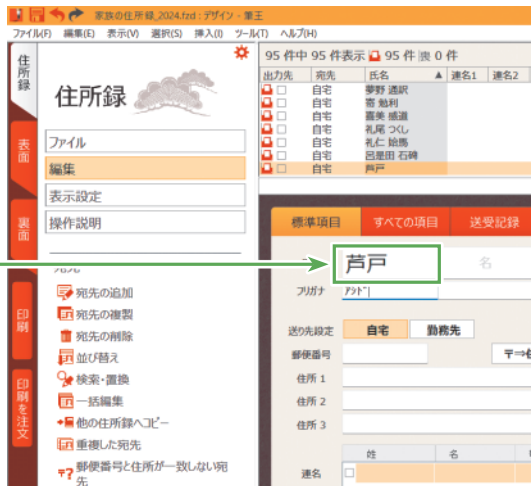 家族の住所録_2024.fzd : デザイン - 筆王
ファイル(F) 編集(E) 表示(V) 選択(S) 挿入(I) ツール(T) ヘルプ(H)
住所録
表面
裏面
印刷
印刷を注文
住所録
ファイル
編集
表示設定
操作説明
宛先の追加
宛先の複製
宛先の削除
並び替え
検索・置換
一括編集
他の住所録へコピー
重複した宛先
郵便番号と住所が一致しない宛先
95 件中 95 件表示 95 件 喪 0 件
出力先 宛先 氏名 ▲ 連名1 連名2
自宅 夢野 通訳
自宅 寄 勉利
自宅 喜美 感道
自宅 礼尾 つくし
自宅 礼仁 始馬
自宅 呂是田 石碑
自宅 芦戸
標準項目 すべての項目 送受記録
芦戸 名
フリガナ アシド
送り先設定 自宅 勤務先
郵便番号 〒⇒住
住所 1
住所 2
住所 3
姓 名
連名